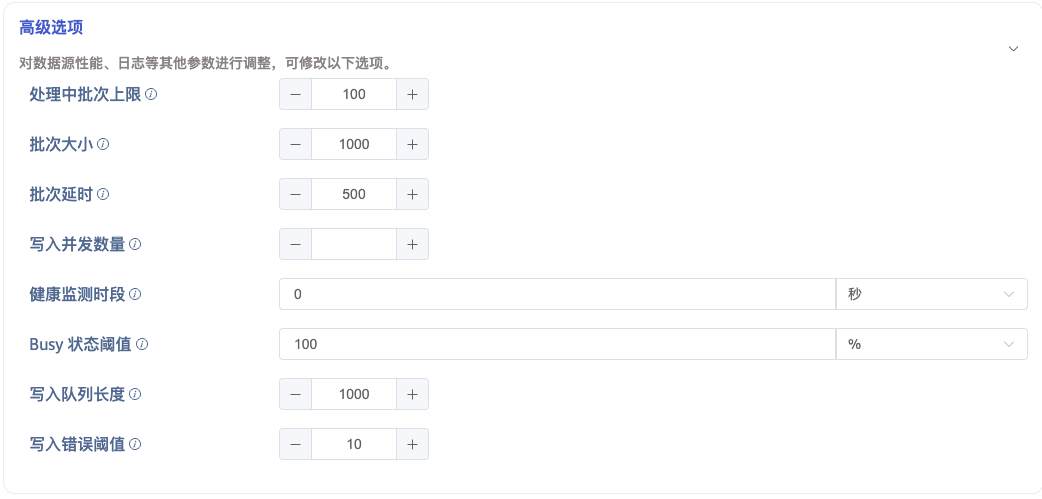 高级选项
对数据源性能、日志等其他参数进行调整，可修改以下选项。
处理中批次上限 100
批次大小 1000
批次延时 500
写入并发数量
健康监测时段 0 秒
Busy 状态阈值 100 %
写入队列长度 1000
写入错误阈值 10